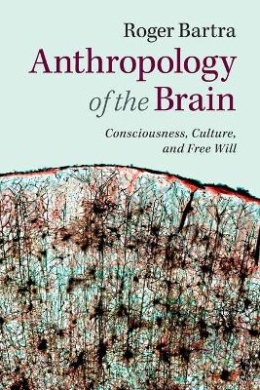 Roger Bartra
Anthropology
of the Brain
Consciousness, Culture,
and Free Will